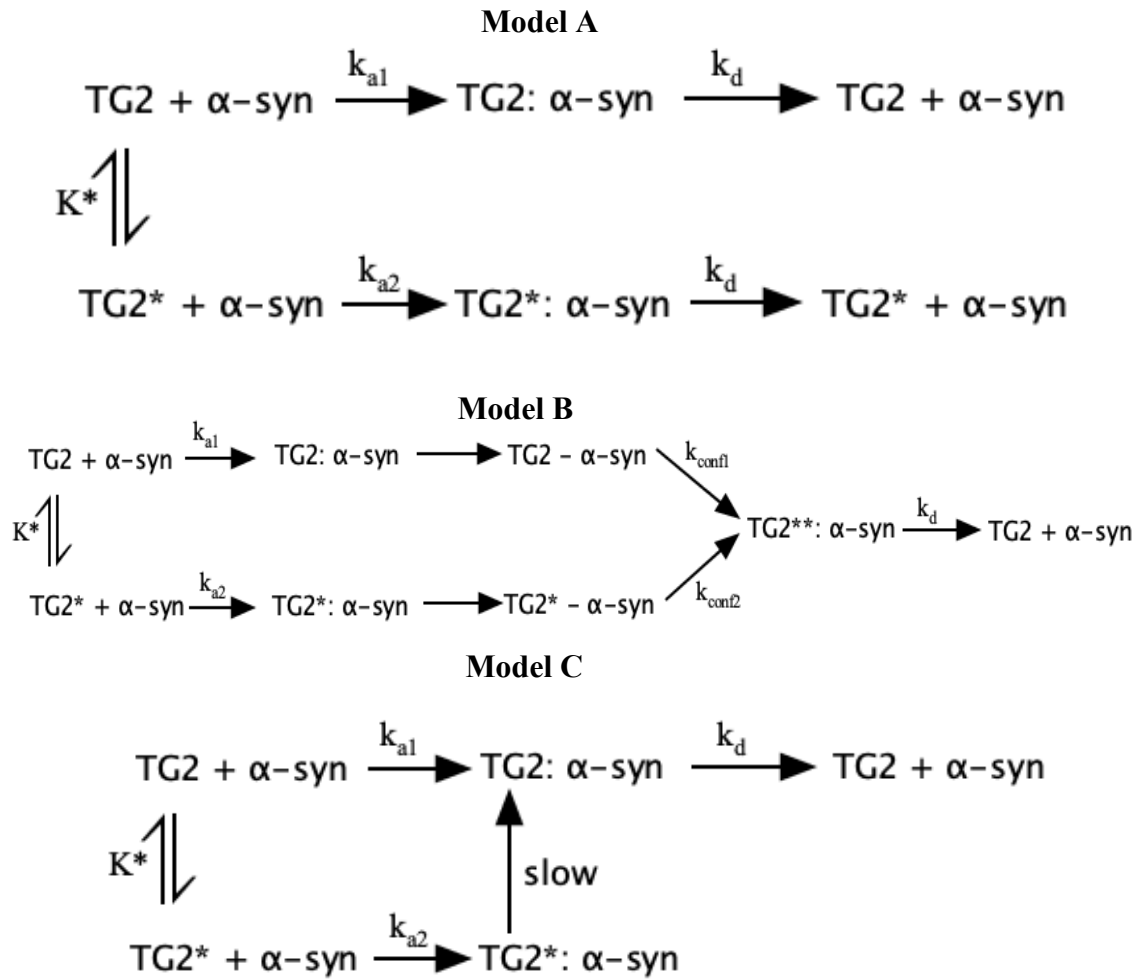 Model A
k_a1 k_d
TG2 + α-syn TG2: α-syn TG2 + α-syn
K*
k_a2 k_d
TG2* + α-syn TG2*: α-syn TG2* + α-syn
Model B
k_a1
TG2 + α-syn TG2: α-syn TG2 - α-syn k_conf1
K* TG2**: α-syn k_d TG2 + α-syn
k_a2
TG2* + α-syn TG2*: α-syn TG2* - α-syn k_conf2
Model C
k_a1 k_d
TG2 + α-syn TG2: α-syn TG2 + α-syn
K* slow
k_a2
TG2* + α-syn TG2*: α-syn